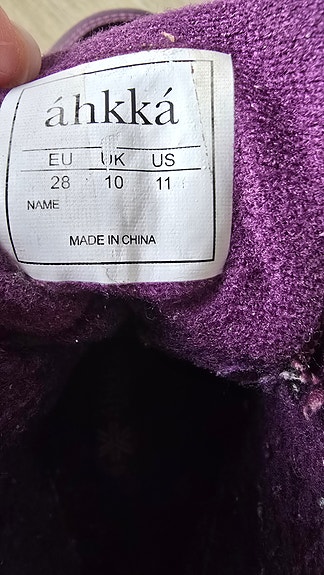 áhkká
EU UK US
28 10 11
NAME
MADE IN CHINA